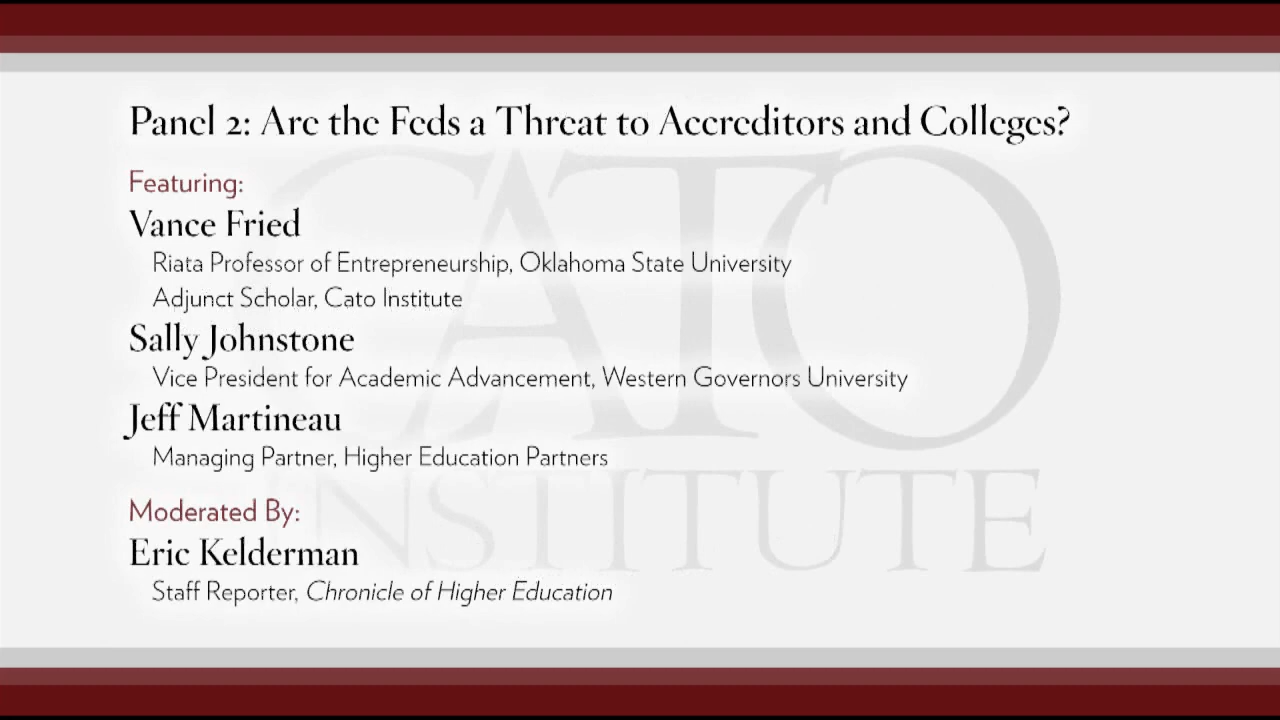 Panel 2: Are the Feds a Threat to Accreditors and Colleges?
Featuring:
Vance Fried
Riata Professor of Entrepreneurship, Oklahoma State University
Adjunct Scholar, Cato Institute
Sally Johnstone
Vice President for Academic Advancement, Western Governors University
Jeff Martineau
Managing Partner, Higher Education Partners
Moderated By:
Eric Kelderman
Staff Reporter, Chronicle of Higher Education
CATO
INSTITUTE